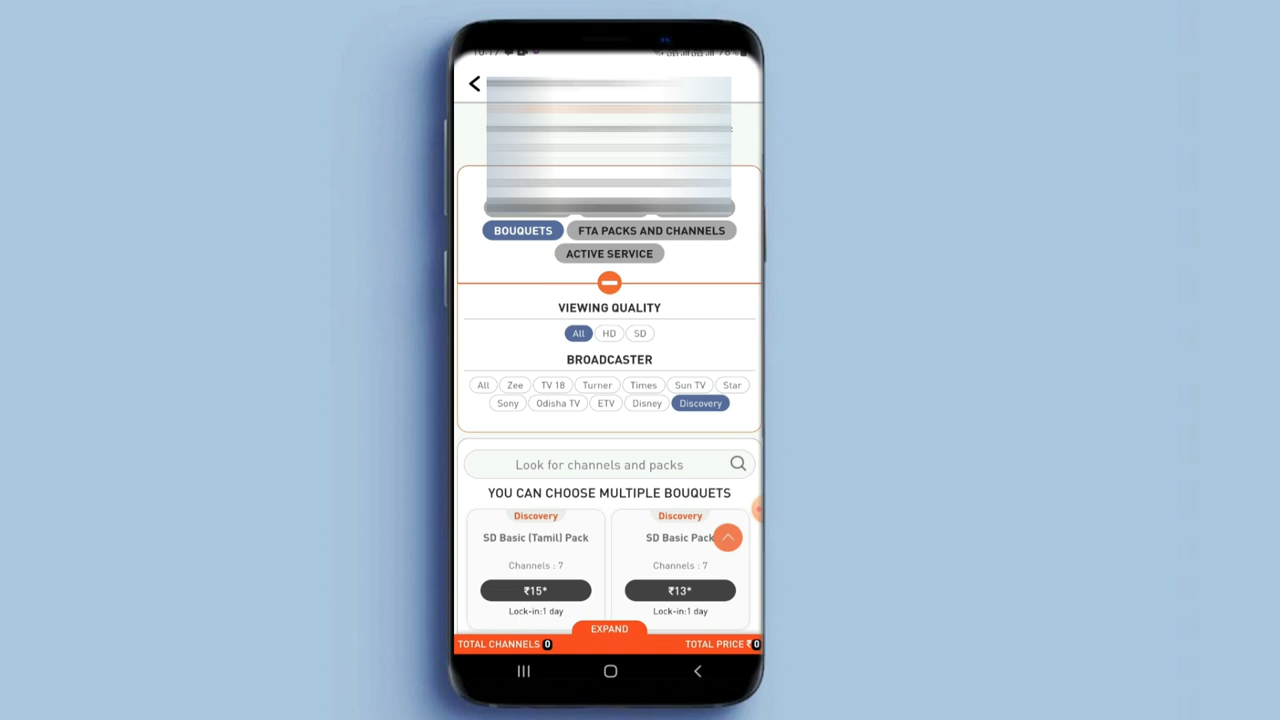 BOUQUETS FTA PACKS AND CHANNELS
ACTIVE SERVICE
VIEWING QUALITY
All HD SD
BROADCASTER
All Zee TV 18 Turner Times Sun TV Star
Sony Odisha TV ETV Disney Discovery
Look for channels and packs
YOU CAN CHOOSE MULTIPLE BOUQUETS
Discovery Discovery
SD Basic (Tamil) Pack SD Basic Pack
Channels : 7 Channels : 7
₹15* ₹13*
Lock-in:1 day Lock-in:1 day
EXPAND
TOTAL CHANNELS 0 TOTAL PRICE ₹ 0